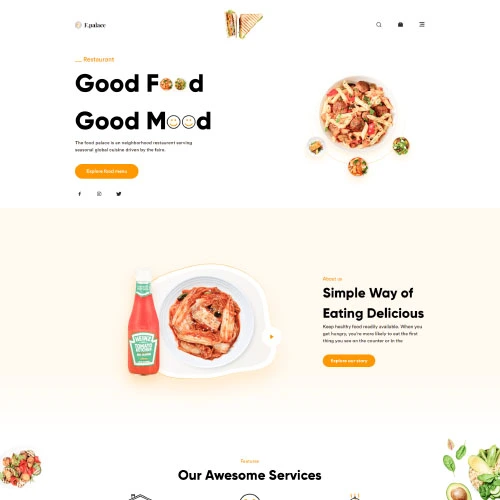 F.palace
Restaurant
Good Food
Good Mood
The food palace is an neighborhood restaurant serving
seasonal global cuisine driven by the faire.
Explore food menu
About us
Simple Way of
Eating Delicious
Keep healthy food readily available. When you
get hungry, you're more likely to eat the first
thing you see on the counter or in the
Explore our story
HEINZ
TOMATO
KETCHUP
Features
Our Awesome Services